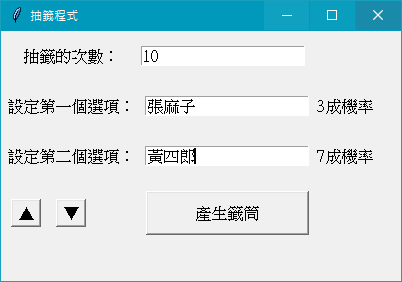 抽籤程式
抽籤的次數： 10
設定第一個選項： 張麻子 3成機率
設定第二個選項： 黃四郎 7成機率
▲ ▼ 產生籤筒